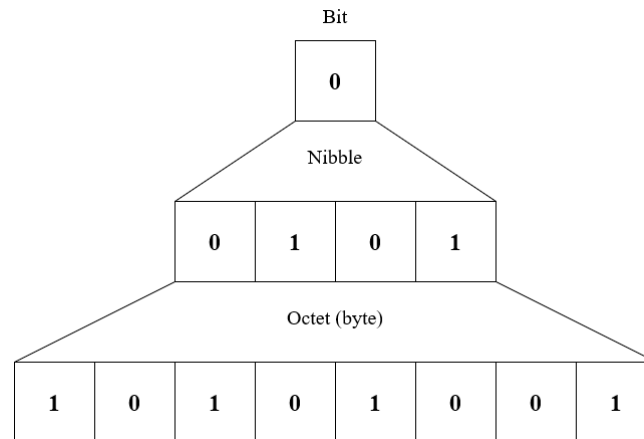 Bit
0
Nibble
0 1 0 1
Octet (byte)
1 0 1 0 1 0 0 1